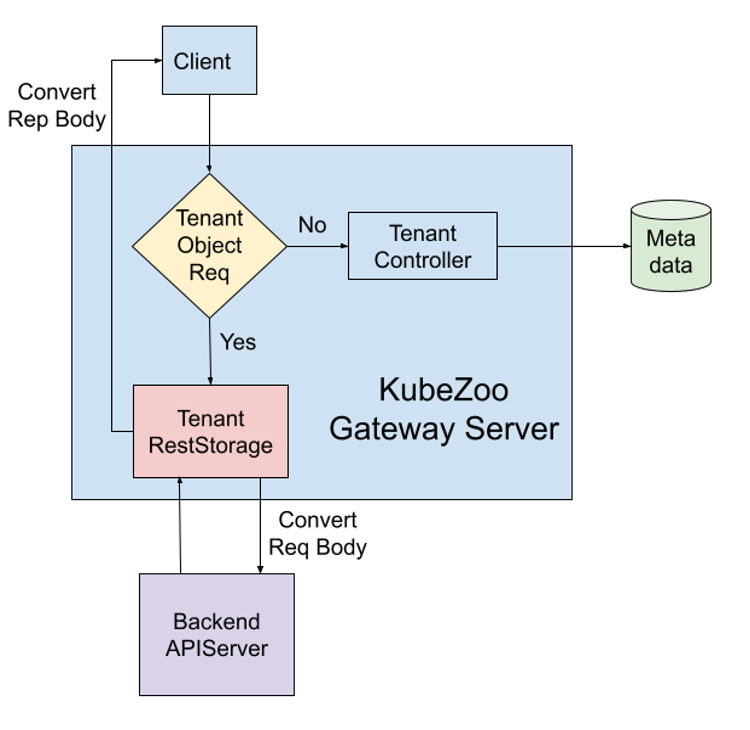 Client
Convert
Rep Body
Tenant
Object
Req
No
Tenant
Controller
Meta
data
Yes
KubeZoo
Gateway Server
Tenant
RestStorage
Convert
Req Body
Backend
APIServer